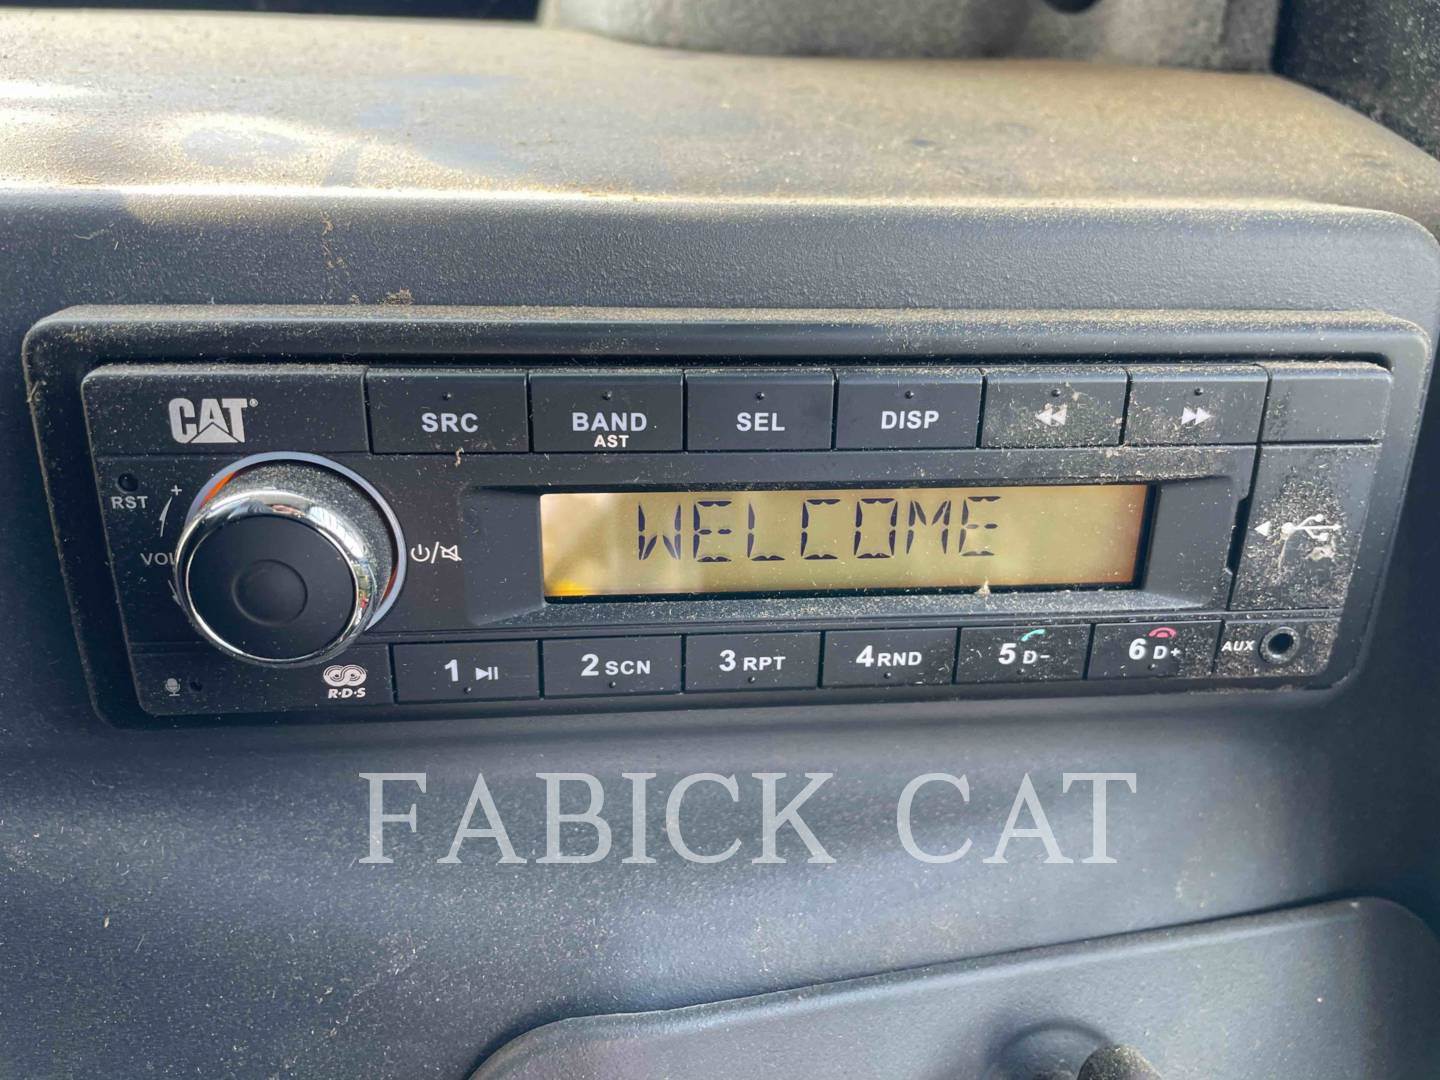 CAT®
SRC
BAND
AST
SEL
DISP
RST
+
VOL
WELCOME
R·D·S
1
2 SCN
3 RPT
4 RND
5 D-
6 D+
AUX
FABICK CAT